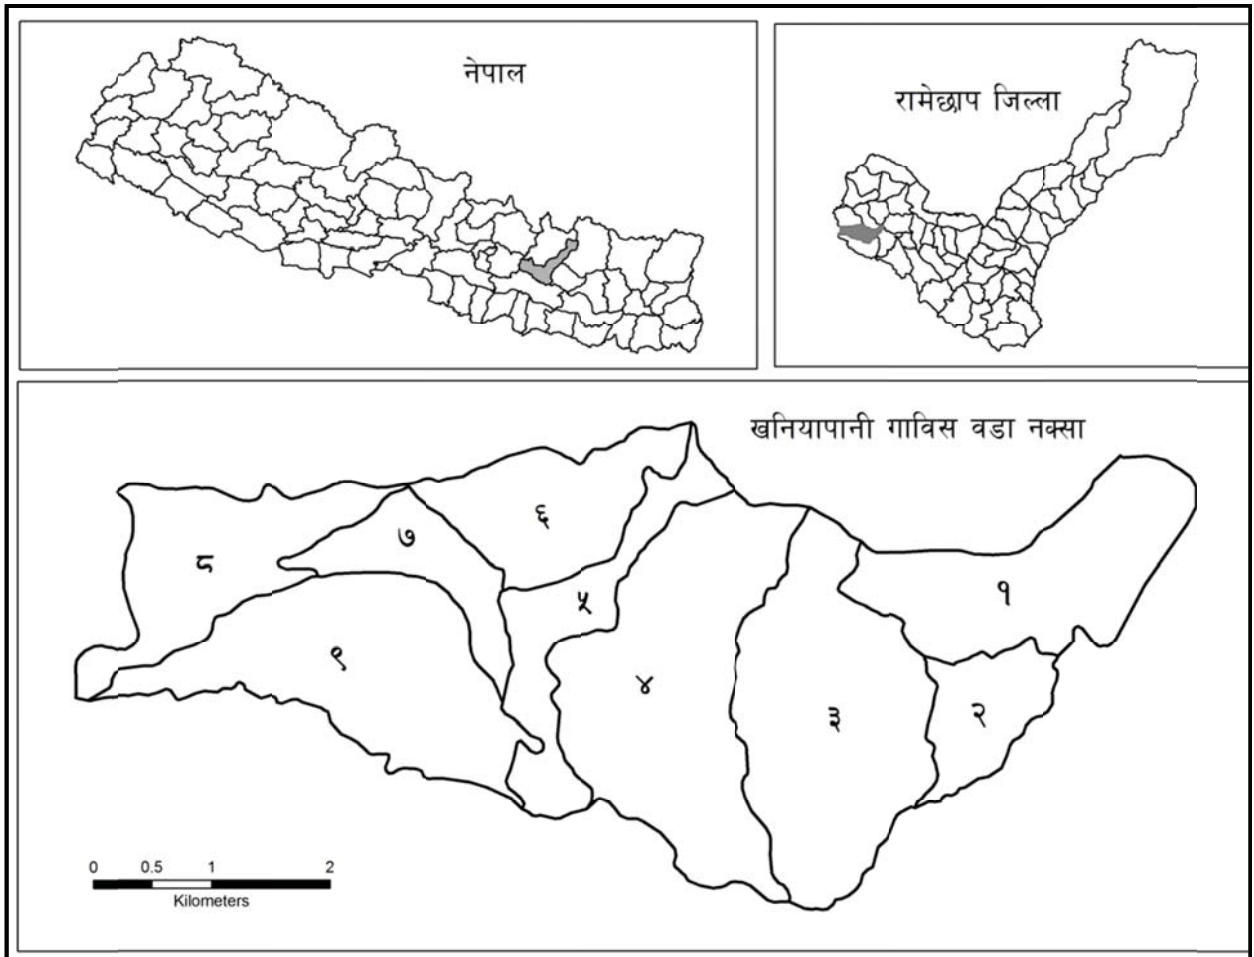 नेपाल
रामेछाप जिल्ला
खनियापानी गाविस वडा नक्सा
६
७
८
५
१
९
४
३
२
0 0.5 1 2
Kilometers